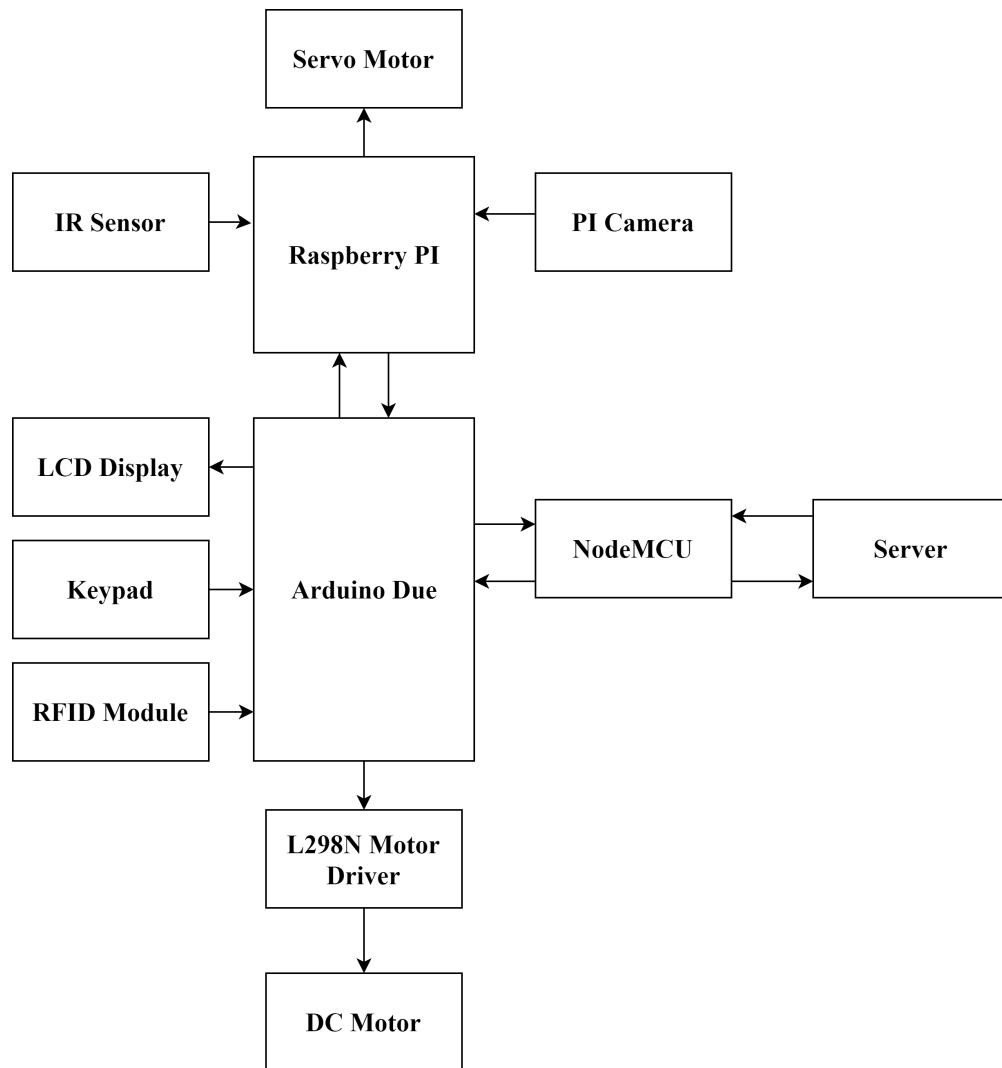 Servo Motor
IR Sensor
Raspberry PI
PI Camera
LCD Display
Keypad
RFID Module
Arduino Due
NodeMCU
Server
L298N Motor
Driver
DC Motor